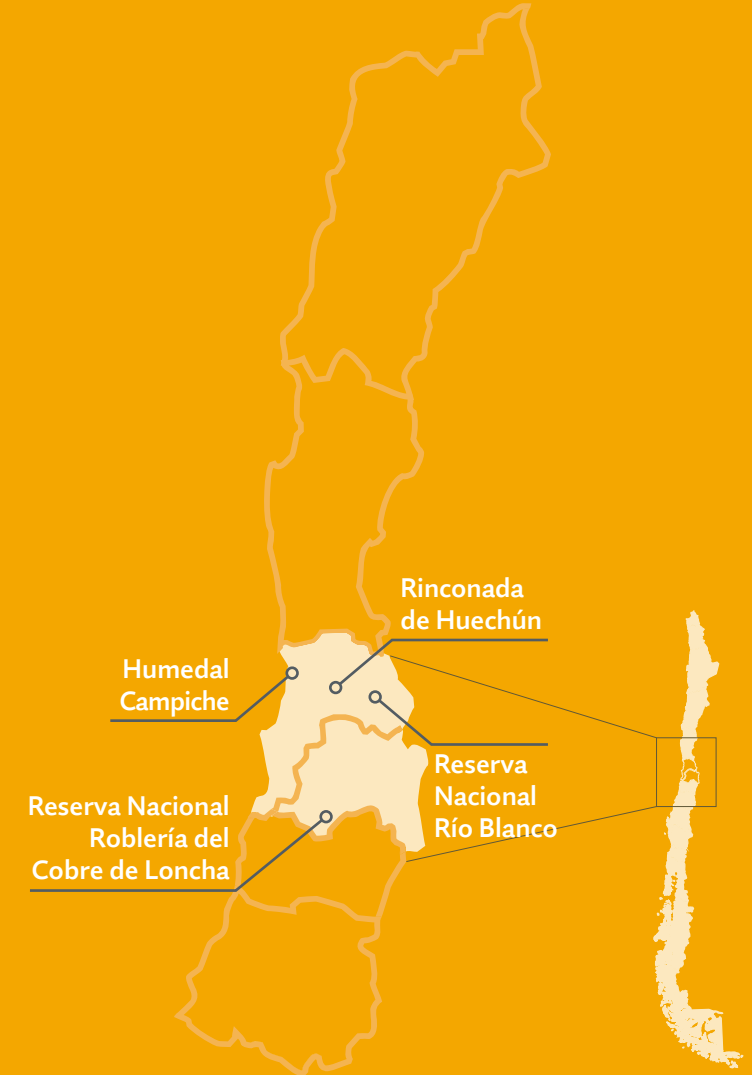 Rinconada
de Huechún
Humedal
Campiche
Reserva
Nacional
Río Blanco
Reserva Nacional
Roblería del
Cobre de Loncha